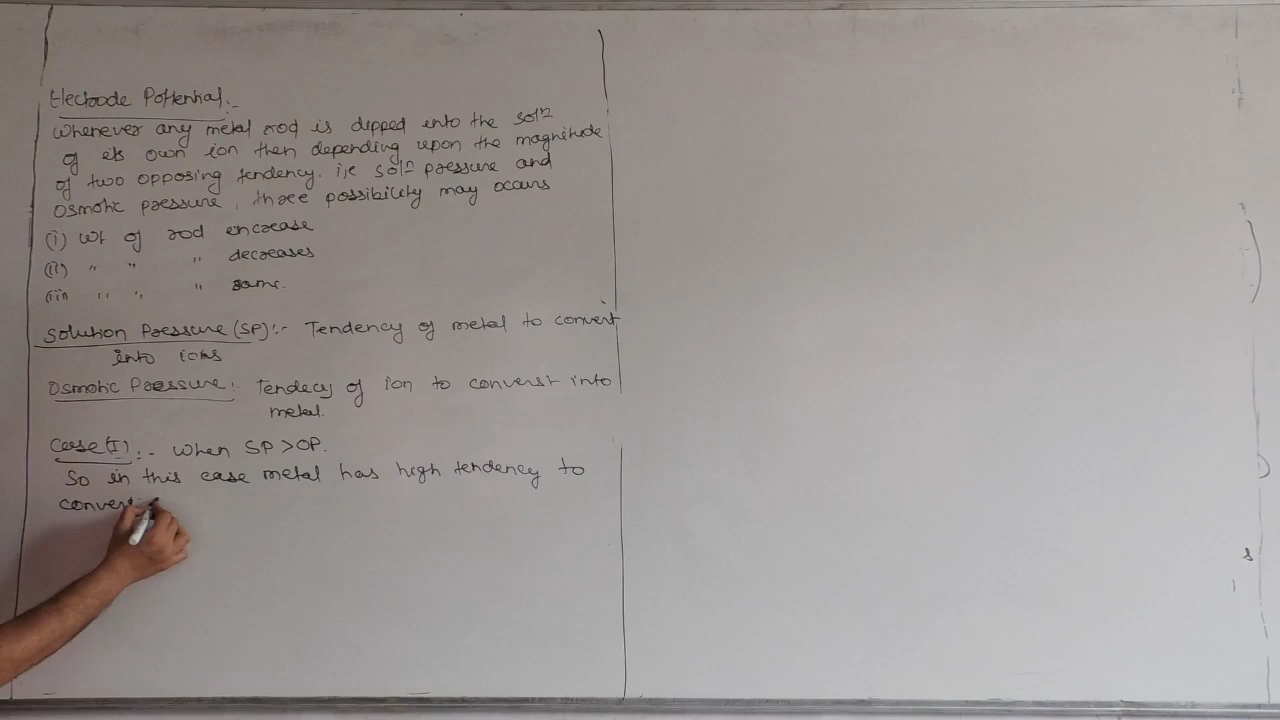 Electrode Potential:-
Whenever any metal rod is dipped into the solⁿ
of its own ion then depending upon the magnitude
of two opposing tendency. i,e solⁿ pressure and
osmotic pressure, three possibility may occurs
(i) wt of rod increase
(ii) " " " decreases
(iii " " " same.
Solution Pressure (SP):- Tendency of metal to convert
into ions
Osmotic Pressure: Tendecy of ion to converst into
metal.
Case(I):- when SP > OP.
So in this case metal has high tendency to
convert
s